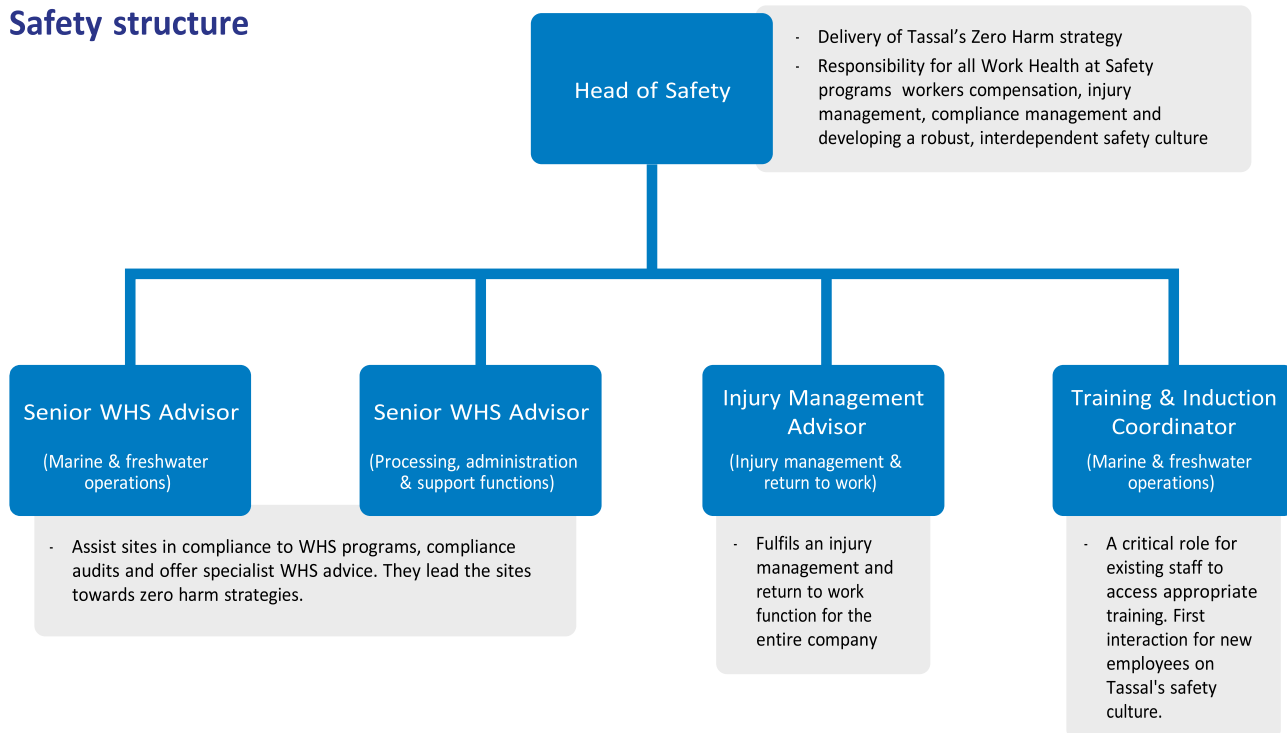 Safety structure
Head of Safety
- Delivery of Tassal’s Zero Harm strategy
- Responsibility for all Work Health at Safety
programs workers compensation, injury
management, compliance management and
developing a robust, interdependent safety culture
Senior WHS Advisor
(Marine & freshwater
operations)
Senior WHS Advisor
(Processing, administration
& support functions)
- Assist sites in compliance to WHS programs, compliance
audits and offer specialist WHS advice. They lead the sites
towards zero harm strategies.
Injury Management
Advisor
(Injury management &
return to work)
- Fulfils an injury
management and
return to work
function for the
entire company
Training & Induction
Coordinator
(Marine & freshwater
operations)
- A critical role for
existing staff to
access appropriate
training. First
interaction for new
employees on
Tassal's safety
culture.